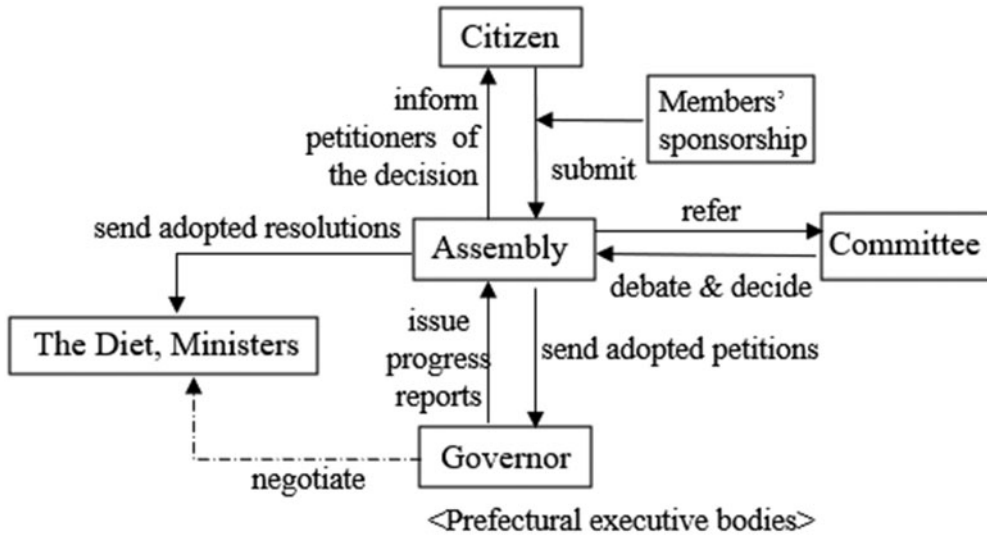 Citizen
inform
petitioners of
the decision
Members’
sponsorship
submit
send adopted resolutions
refer
Assembly
Committee
debate & decide
The Diet, Ministers
issue
progress
reports
send adopted petitions
negotiate
Governor
<Prefectural executive bodies>